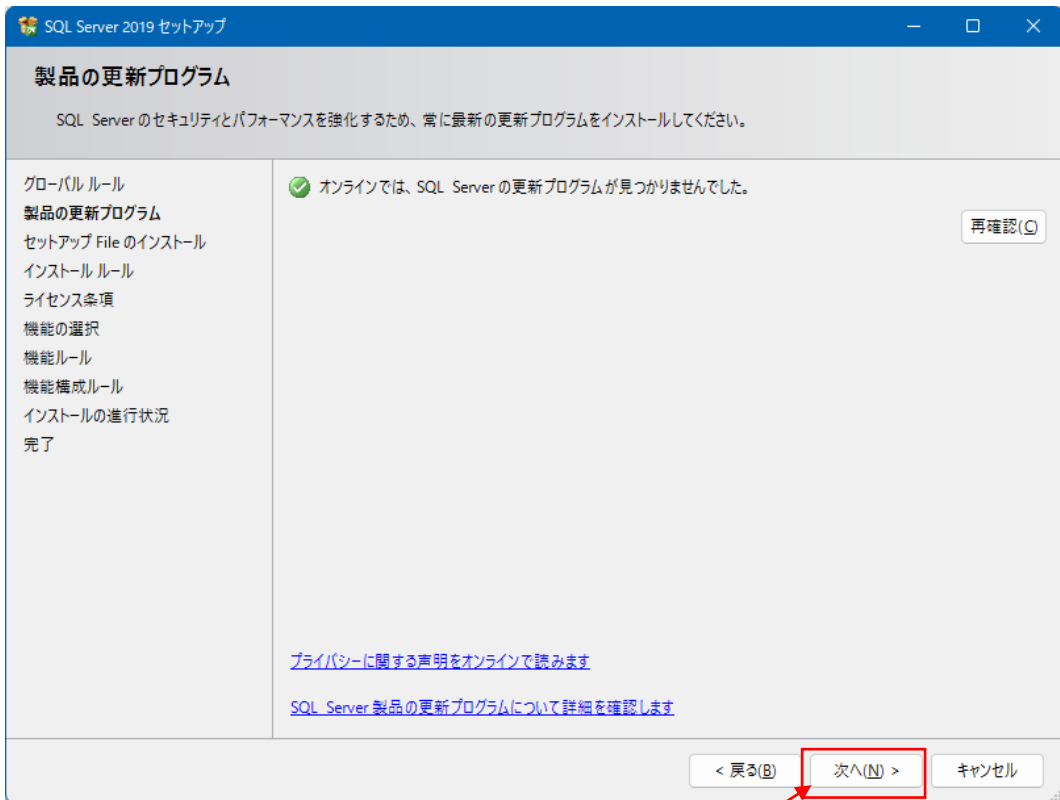 SQL Server 2019 セットアップ
製品の更新プログラム
SQL Server のセキュリティとパフォーマンスを強化するため、常に最新の更新プログラムをインストールしてください。
グローバル ルール
製品の更新プログラム
セットアップ File のインストール
インストール ルール
ライセンス条項
機能の選択
機能ルール
機能構成ルール
インストールの進行状況
完了
オンラインでは、SQL Server の更新プログラムが見つかりませんでした。
再確認(C)
プライバシーに関する声明をオンラインで読みます
SQL Server 製品の更新プログラムについて詳細を確認します
< 戻る(B)
次へ(N) >
キャンセル